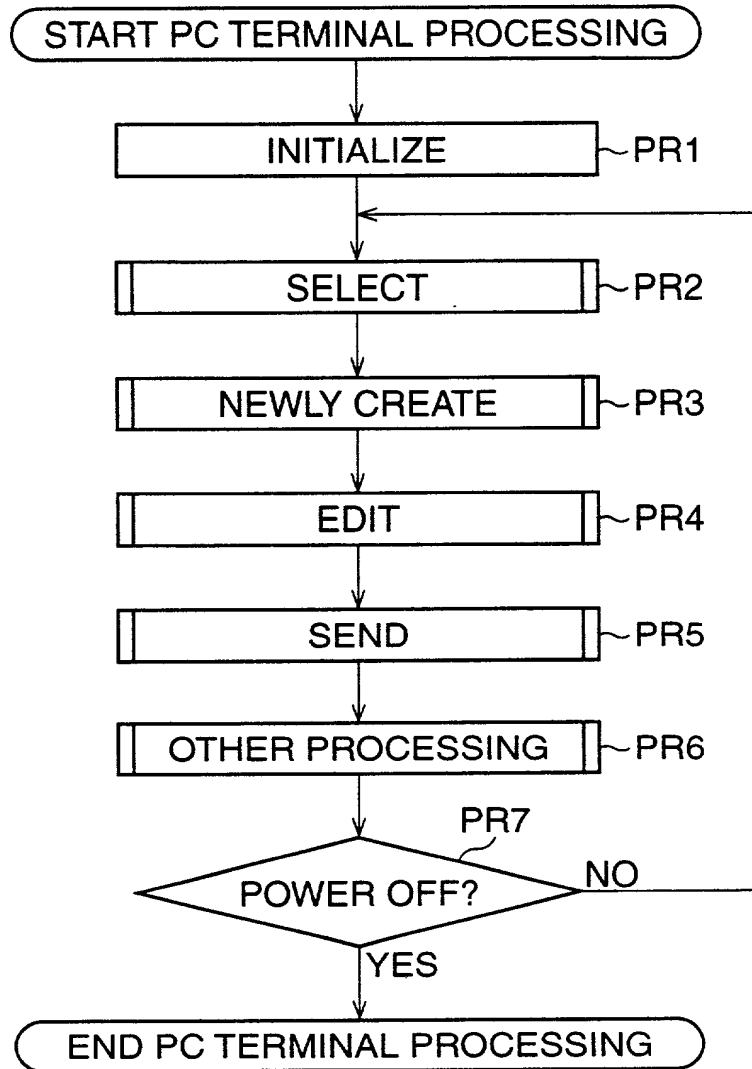 START PC TERMINAL PROCESSING
INITIALIZE
PR1
SELECT
PR2
NEWLY CREATE
PR3
EDIT
PR4
SEND
PR5
OTHER PROCESSING
PR6
PR7
POWER OFF?
NO
YES
END PC TERMINAL PROCESSING